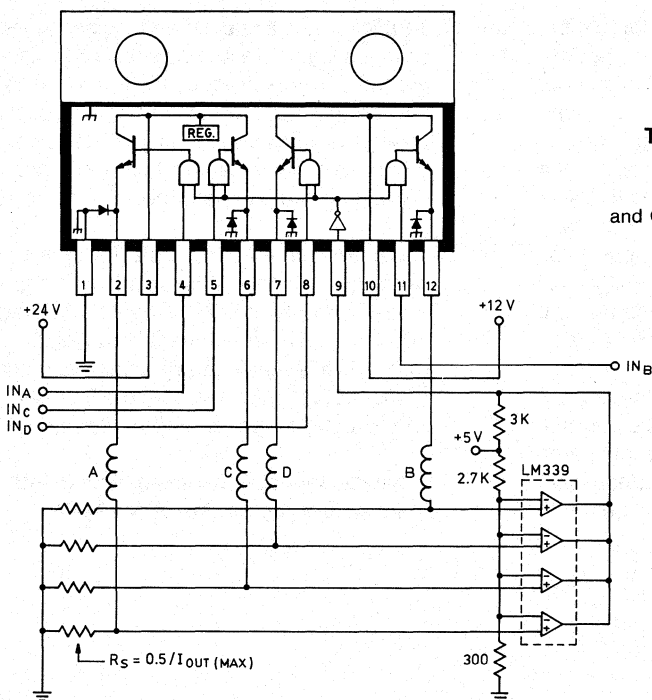 REG.
T
and
1 2 3 4 5 6 7 8 9 10 11 12
+24 V
+12 V
IN_A
IN_B
IN_C
IN_D
3K
+5V
2.7K
LM339
A
C
D
B
- +
- +
- +
- +
R_S = 0.5/I_OUT (MAX)
300